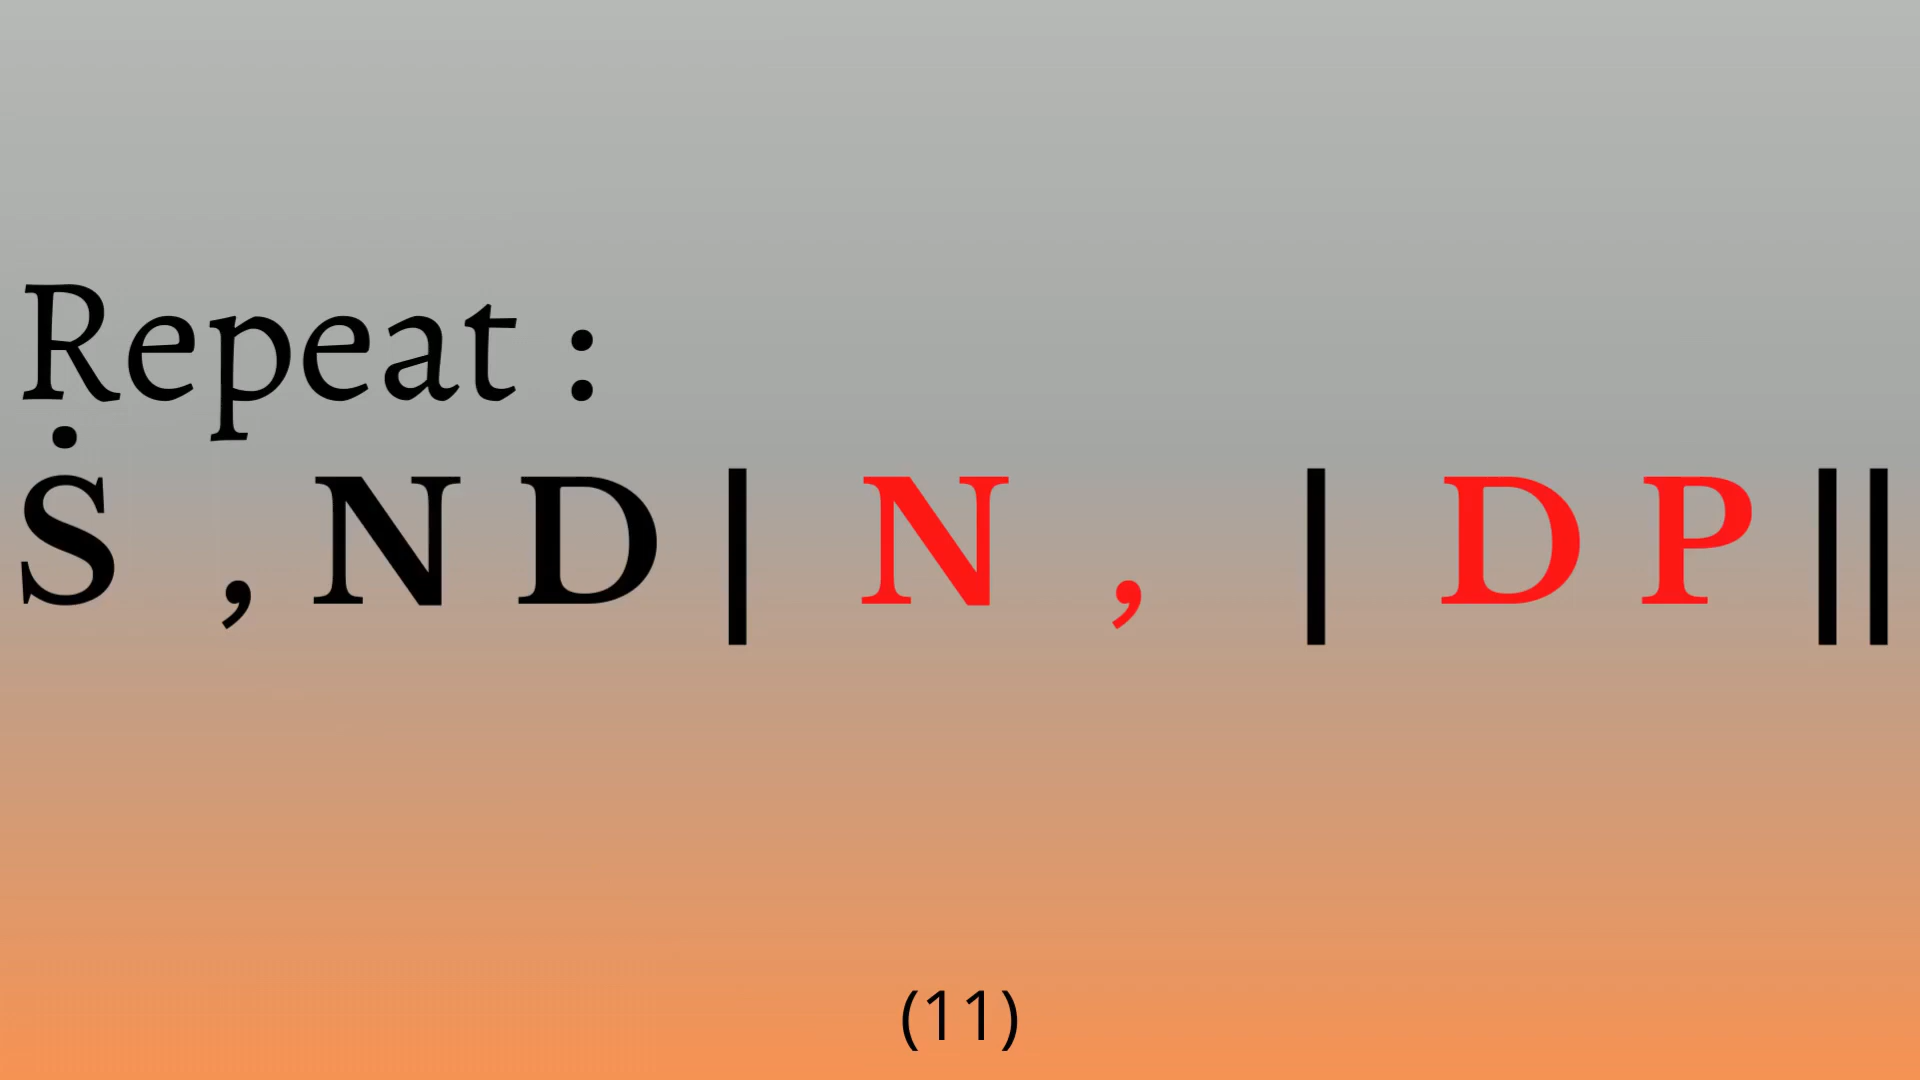 Repeat :
Ṡ , N D | N , | D P ||
(11)